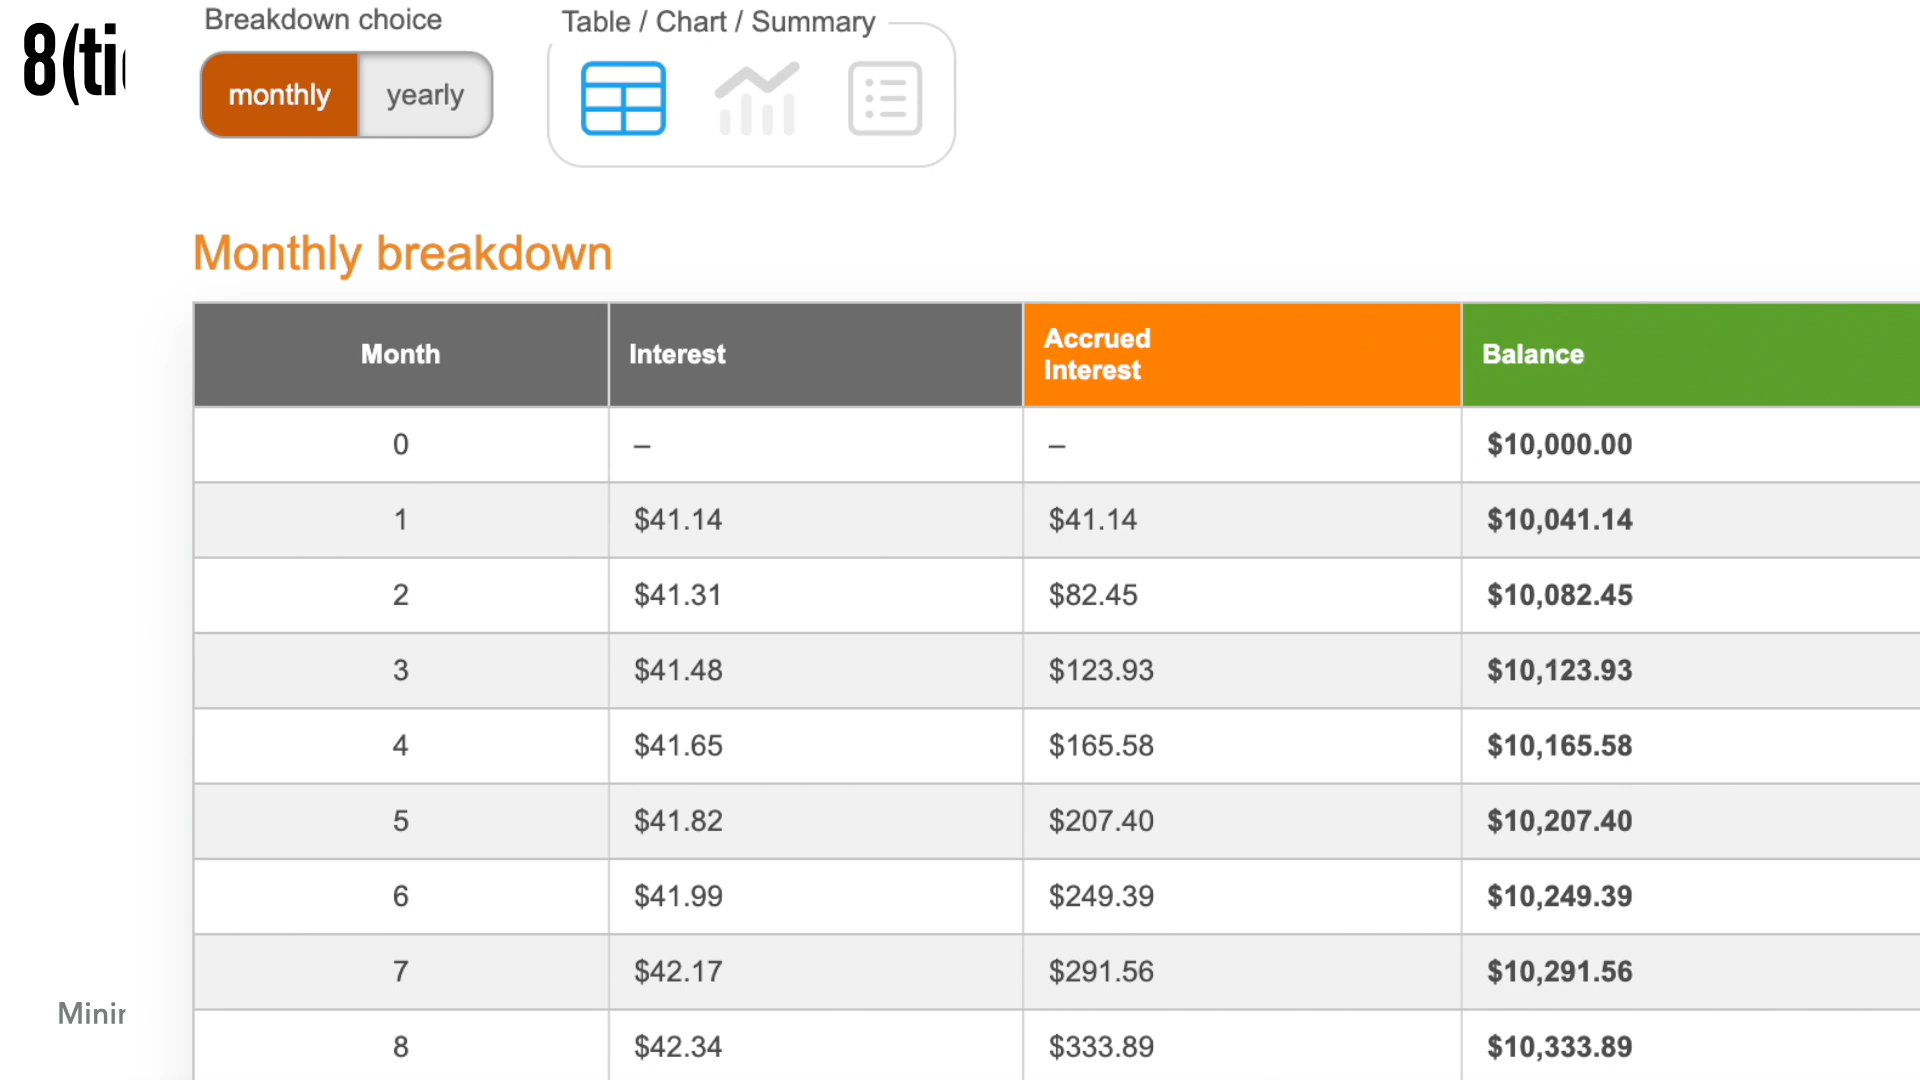 8(ti
Breakdown choice
monthly yearly
Table / Chart / Summary
Monthly breakdown
Month Interest Accrued Interest Balance
0 – – $10,000.00
1 $41.14 $41.14 $10,041.14
2 $41.31 $82.45 $10,082.45
3 $41.48 $123.93 $10,123.93
4 $41.65 $165.58 $10,165.58
5 $41.82 $207.40 $10,207.40
6 $41.99 $249.39 $10,249.39
7 $42.17 $291.56 $10,291.56
8 $42.34 $333.89 $10,333.89